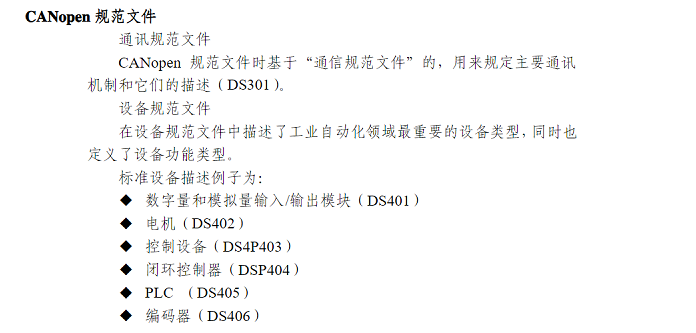 CANopen 规范文件
通讯规范文件
CANopen 规范文件时基于“通信规范文件”的，用来规定主要通讯
机制和它们的描述（DS301）。
设备规范文件
在设备规范文件中描述了工业自动化领域最重要的设备类型，同时也
定义了设备功能类型。
标准设备描述例子为：
◆ 数字量和模拟量输入/输出模块（DS401）
◆ 电机（DS402）
◆ 控制设备（DS4P403）
◆ 闭环控制器（DSP404）
◆ PLC （DS405）
◆ 编码器（DS406）